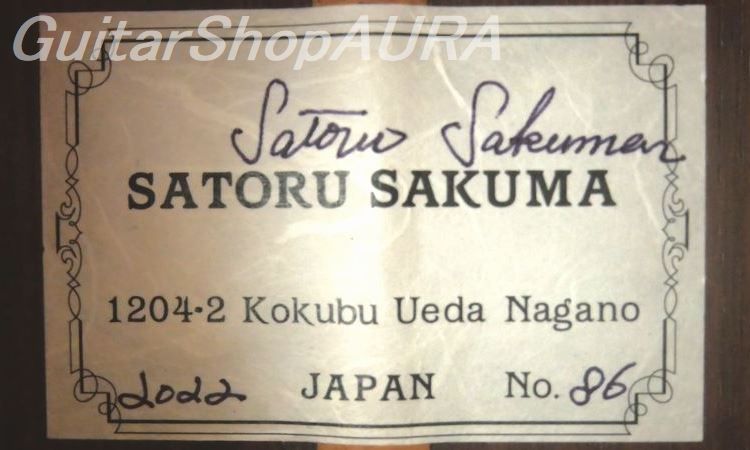 GuitarShopAURA
Satoru Sakuma
SATORU SAKUMA
1204-2 Kokubu Ueda Nagano
2022 JAPAN No. 86